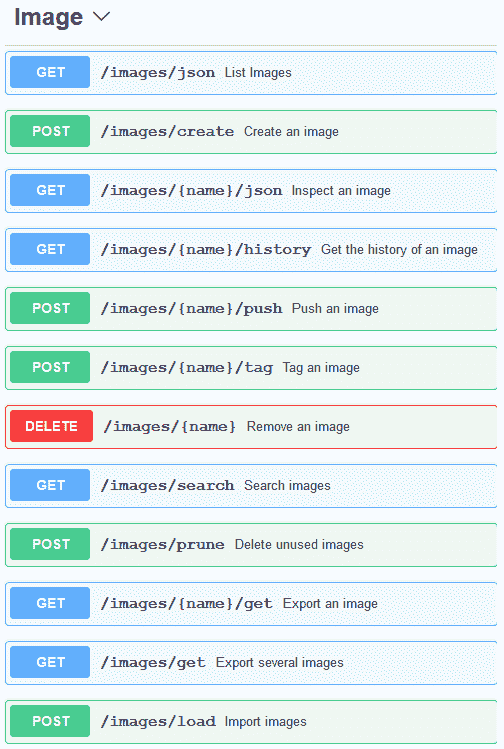 Image
GET /images/json List Images
POST /images/create Create an image
GET /images/{name}/json Inspect an image
GET /images/{name}/history Get the history of an image
POST /images/{name}/push Push an image
POST /images/{name}/tag Tag an image
DELETE /images/{name} Remove an image
GET /images/search Search images
POST /images/prune Delete unused images
GET /images/{name}/get Export an image
GET /images/get Export several images
POST /images/load Import images